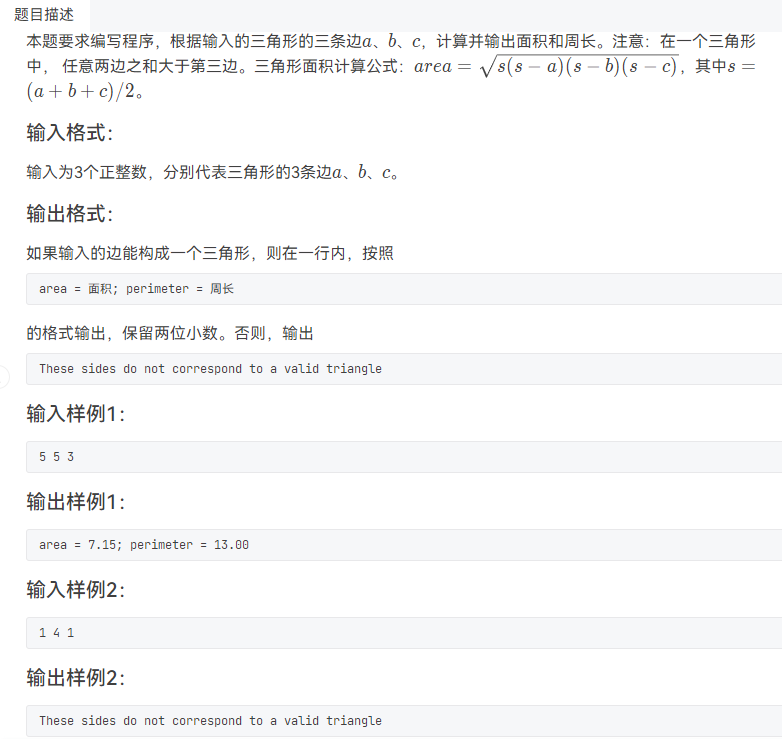 题目描述
本题要求编写程序，根据输入的三角形的三条边a、b、c，计算并输出面积和周长。注意：在一个三角形
中， 任意两边之和大于第三边。三角形面积计算公式：area = √s(s − a)(s − b)(s − c)，其中s =
(a + b + c)/2。
输入格式：
输入为3个正整数，分别代表三角形的3条边a、b、c。
输出格式：
如果输入的边能构成一个三角形，则在一行内，按照
area = 面积; perimeter = 周长
的格式输出，保留两位小数。否则，输出
These sides do not correspond to a valid triangle
输入样例1：
5 5 3
输出样例1：
area = 7.15; perimeter = 13.00
输入样例2：
1 4 1
输出样例2：
These sides do not correspond to a valid triangle